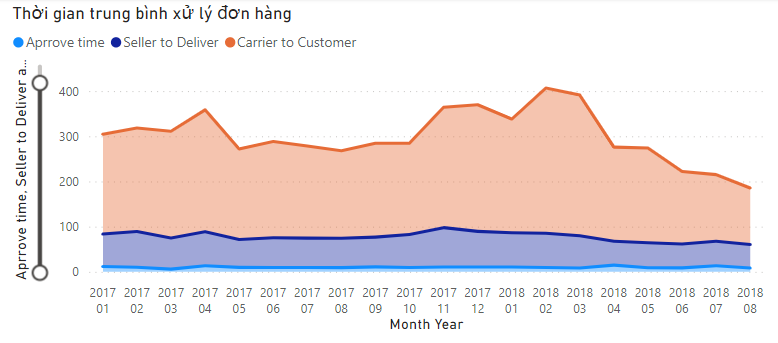 Thời gian trung bình xử lý đơn hàng
Aprrove time Seller to Deliver Carrier to Customer
Aprrove time, Seller to Deliver a...
400
300
200
100
0
2017 2017 2017 2017 2017 2017 2017 2017 2017 2017 2017 2017 2018 2018 2018 2018 2018 2018 2018 2018
01 02 03 04 05 06 07 08 09 10 11 12 01 02 03 04 05 06 07 08
Month Year